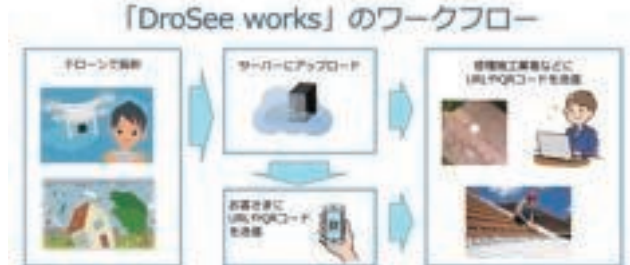 「DroSee works」のワークフロー
ドローンで撮影
サーバーにアップロード
修理施工業者などに
URLやQRコードを送信
お客さまに
URLやQRコード
を送信